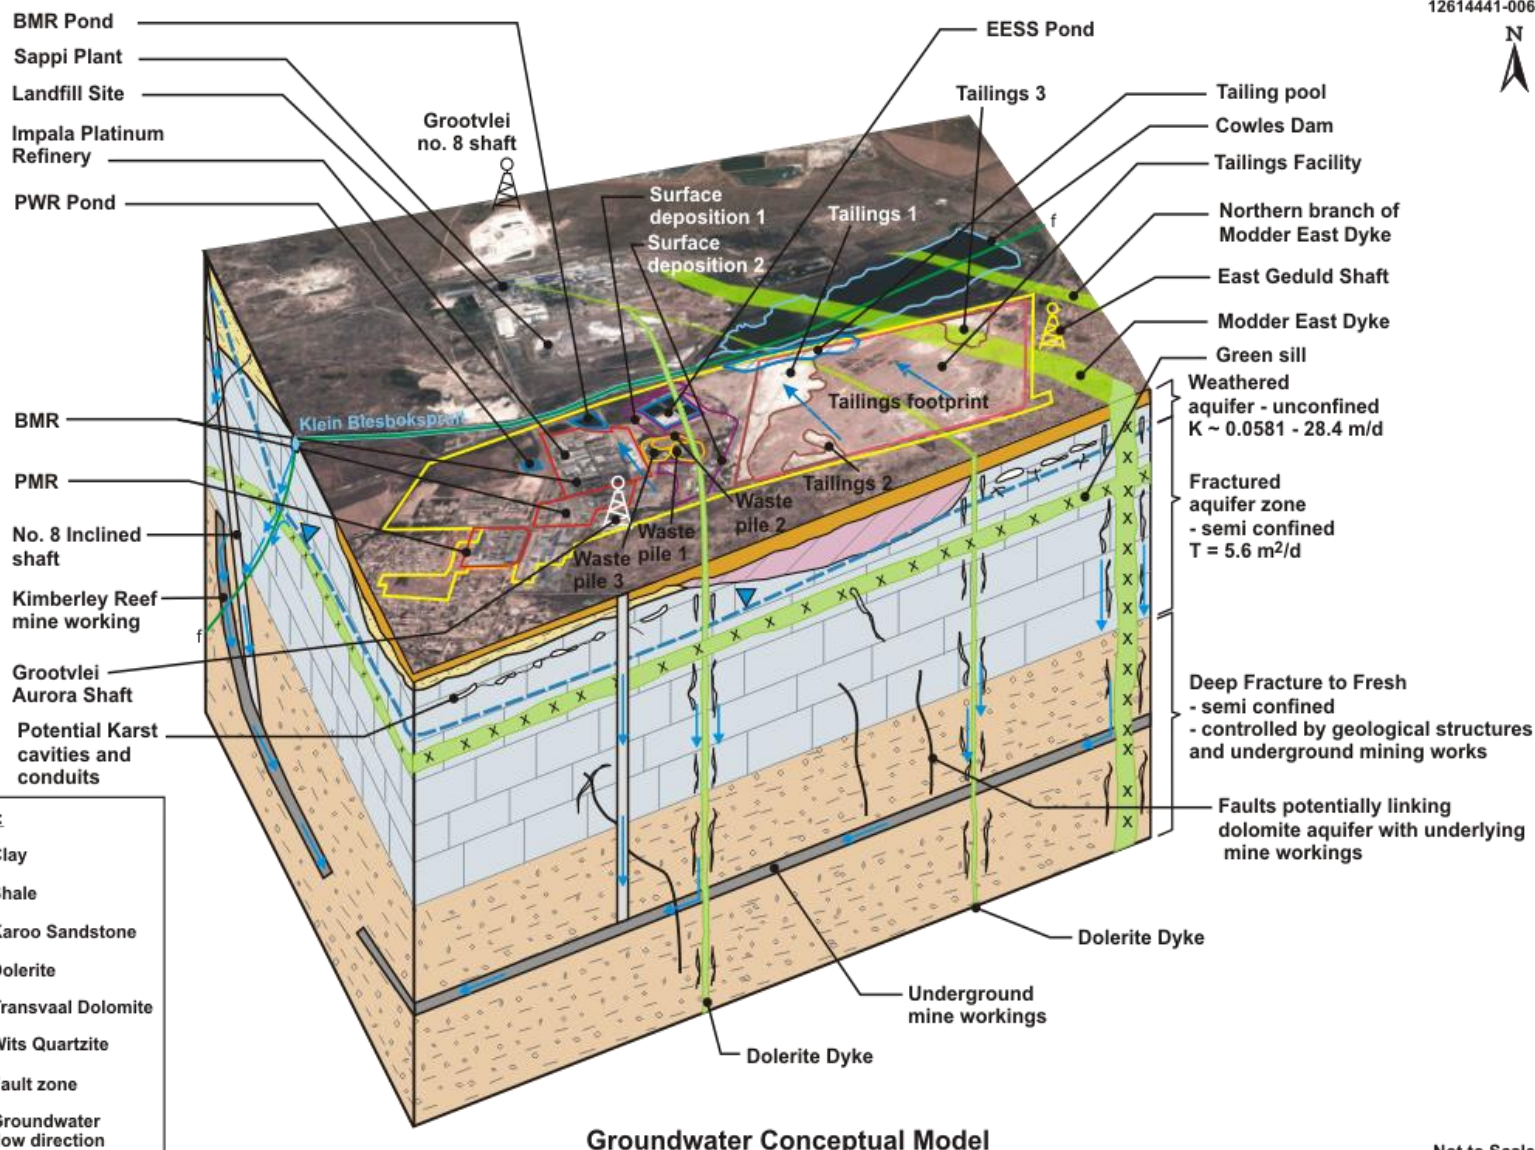 12614441-006
N
BMR Pond
Sappi Plant
Landfill Site
Impala Platinum
Refinery
PWR Pond
Grootvlei
no. 8 shaft
EESS Pond
Tailings 3
Tailing pool
Cowles Dam
Tailings Facility
Northern branch of
Modder East Dyke
East Geduld Shaft
Modder East Dyke
Green sill
Surface
deposition 1
Surface
deposition 2
Tailings 1
f
Klein Blesbokspruit
Tailings footprint
Tailings 2
Waste
pile 2
Waste
pile 1
Waste
pile 3
Weathered
aquifer - unconfined
K ~ 0.0581 - 28.4 m/d
Fractured
aquifer zone
- semi confined
T = 5.6 m²/d
Deep Fracture to Fresh
- semi confined
- controlled by geological structures
and underground mining works
Faults potentially linking
dolomite aquifer with underlying
mine workings
BMR
PMR
No. 8 Inclined
shaft
Kimberley Reef
mine working
f
Grootvlei
Aurora Shaft
Potential Karst
cavities and
conduits
Dolerite Dyke
Underground
mine workings
Dolerite Dyke
Clay
Shale
Karoo Sandstone
Dolerite
Transvaal Dolomite
Wits Quartzite
Fault zone
Groundwater
flow direction
Groundwater Conceptual Model
Not to Scale